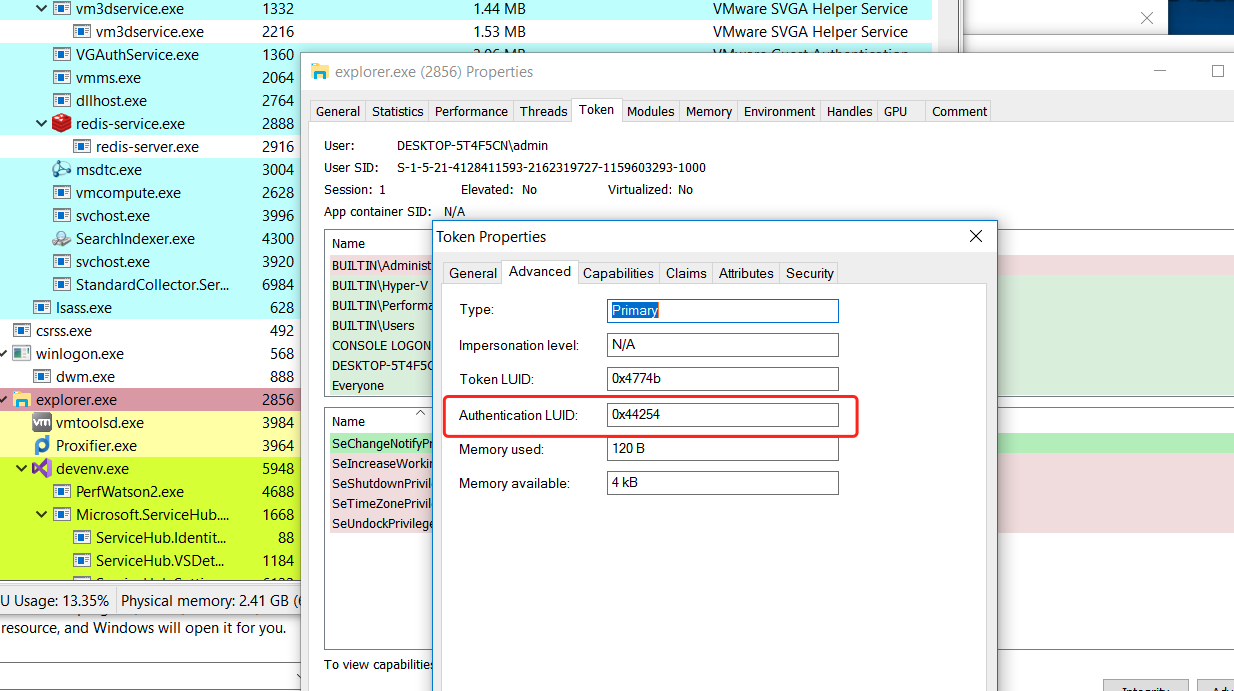 vm3dservice.exe 1332 1.44 MB VMware SVGA Helper Service
vm3dservice.exe 2216 1.53 MB VMware SVGA Helper Service
VGAuthService.exe 1360 2.06 MB VMware Guest Authentication
vmms.exe 2064
dllhost.exe 2764
redis-service.exe 2888
redis-server.exe 2916
msdtc.exe 3004
vmcompute.exe 2628
svchost.exe 3996
SearchIndexer.exe 4300
svchost.exe 3920
StandardCollector.Ser... 6984
lsass.exe 628
csrss.exe 492
winlogon.exe 568
dwm.exe 888
explorer.exe 2856
vmtoolsd.exe 3984
Proxifier.exe 3964
devenv.exe 5948
PerfWatson2.exe 4688
Microsoft.ServiceHub.... 1668
ServiceHub.Identit... 88
ServiceHub.VSDet... 1184
U Usage: 13.35% Physical memory: 2.41 GB (
resource, and Windows will open it for you.
explorer.exe (2856) Properties
General Statistics Performance Threads Token Modules Memory Environment Handles GPU Comment
User: DESKTOP-5T4F5CN\admin
User SID: S-1-5-21-4128411593-2162319727-1159603293-1000
Session: 1 Elevated: No Virtualized: No
App container SID: N/A
Name
BUILTIN\Administ
BUILTIN\Hyper-V
BUILTIN\Performa
BUILTIN\Users
CONSOLE LOGON
DESKTOP-5T4F5C
Everyone
Name
SeChangeNotifyPr
SeIncreaseWorkin
SeShutdownPrivil
SeTimeZonePrivil
SeUndockPrivilege
To view capabilities
Integrity
Token Properties
General Advanced Capabilities Claims Attributes Security
Type: Primary
Impersonation level: N/A
Token LUID: 0x4774b
Authentication LUID: 0x44254
Memory used: 120 B
Memory available: 4 kB